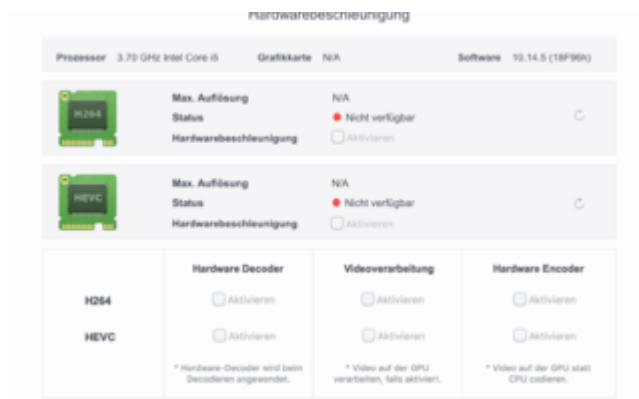 Hardwarebeschleunigung
Prozessor 3.70 GHz Intel Core i5 Grafikkarte N/A Software 10.14.5 (18F96h)
H264
Max. Auflösung N/A
Status Nicht verfügbar
Hardwarebeschleunigung Aktivieren
HEVC
Max. Auflösung N/A
Status Nicht verfügbar
Hardwarebeschleunigung Aktivieren
Hardware Decoder Videoverarbeitung Hardware Encoder
H264 Aktivieren Aktivieren Aktivieren
HEVC Aktivieren Aktivieren Aktivieren
* Hardware-Decoder wird beim * Video auf der GPU * Video auf der GPU statt
Decodieren angewendet. verarbeiten, falls aktiviert. CPU codieren.